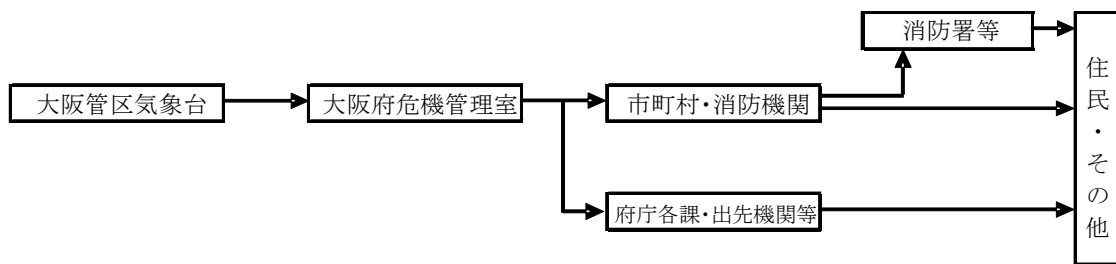 消防署等
大阪管区気象台
大阪府危機管理室
市町村・消防機関
府庁各課・出先機関等
住民・その他